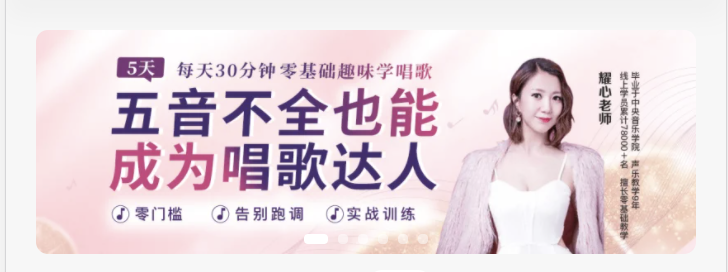 5天
每天30分钟 零基础趣味学唱歌
五音不全也能
成为唱歌达人
零门槛
告别跑调
实战训练
耀心老师
毕业于中央音乐学院 声乐教学9年
线上学员累计78000+名 擅长零基础教学